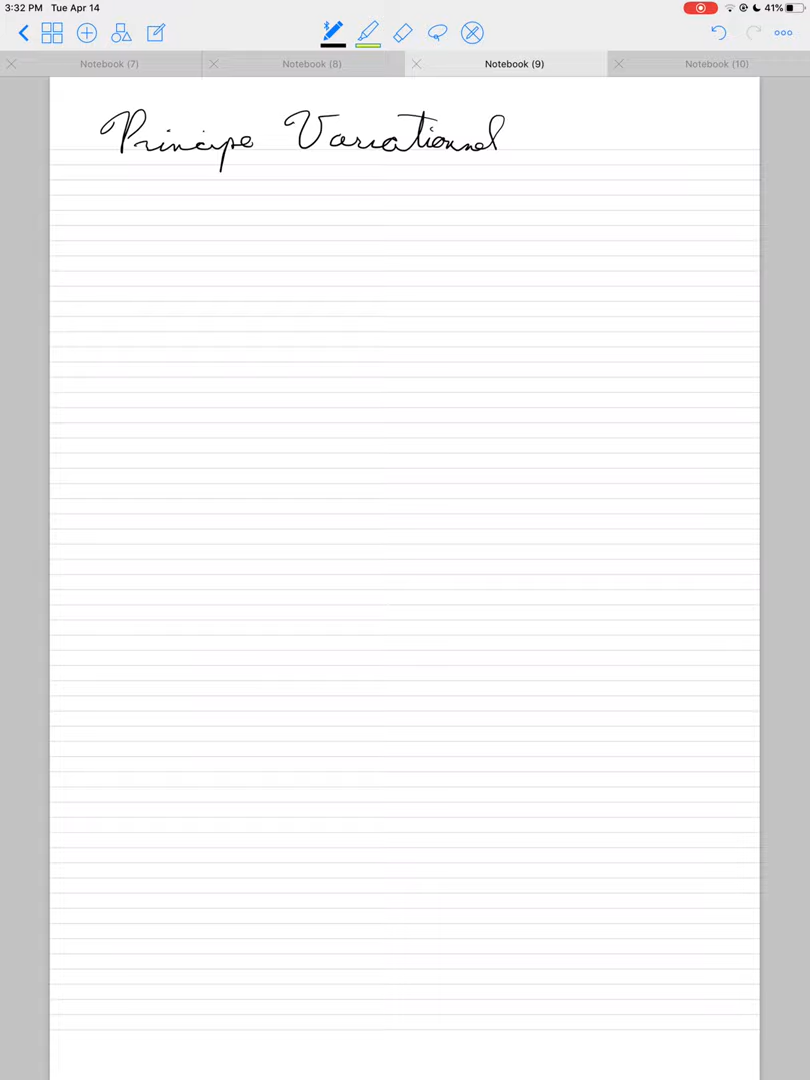 3:32 PM Tue Apr 14
41%
Notebook (7)
Notebook (8)
Notebook (9)
Notebook (10)
Principe Variationnel